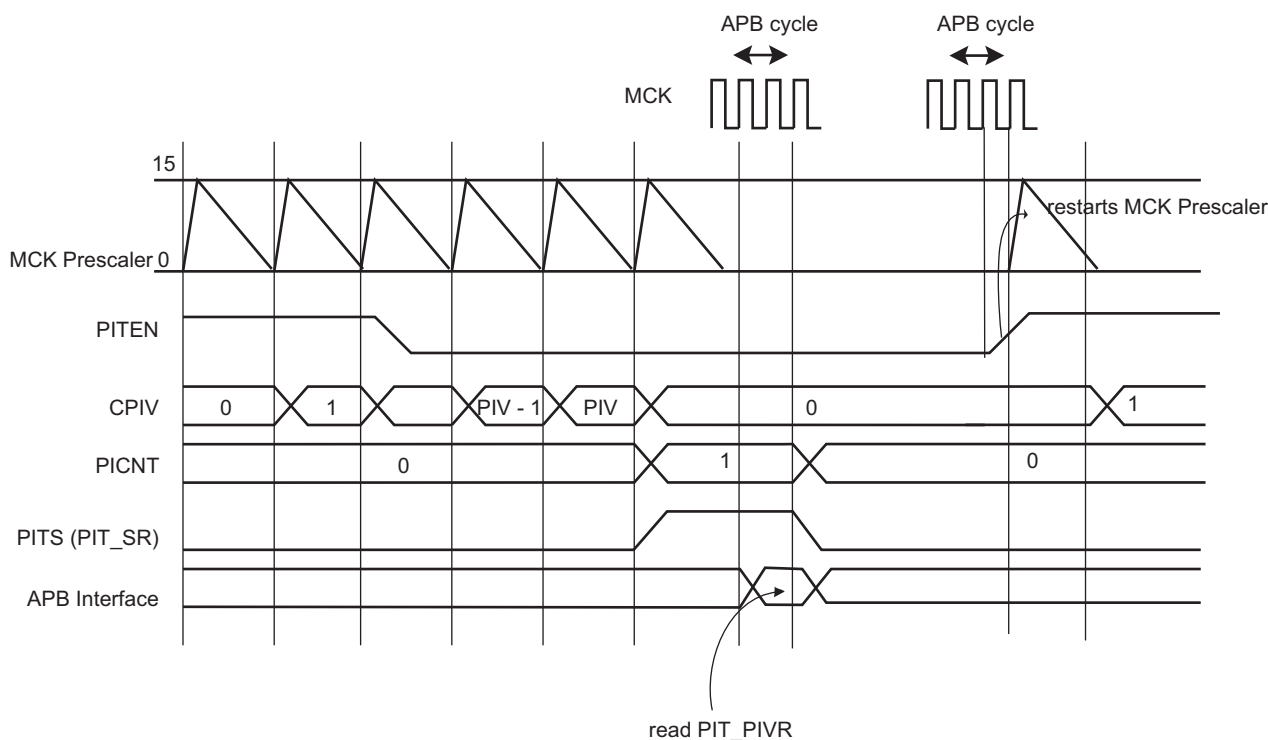 APB cycle
APB cycle
MCK
15
restarts MCK Prescaler
MCK Prescaler 0
PITEN
CPIV
0
1
PIV - 1
PIV
0
1
PICNT
0
1
0
PITS (PIT_SR)
APB Interface
read PIT_PIVR